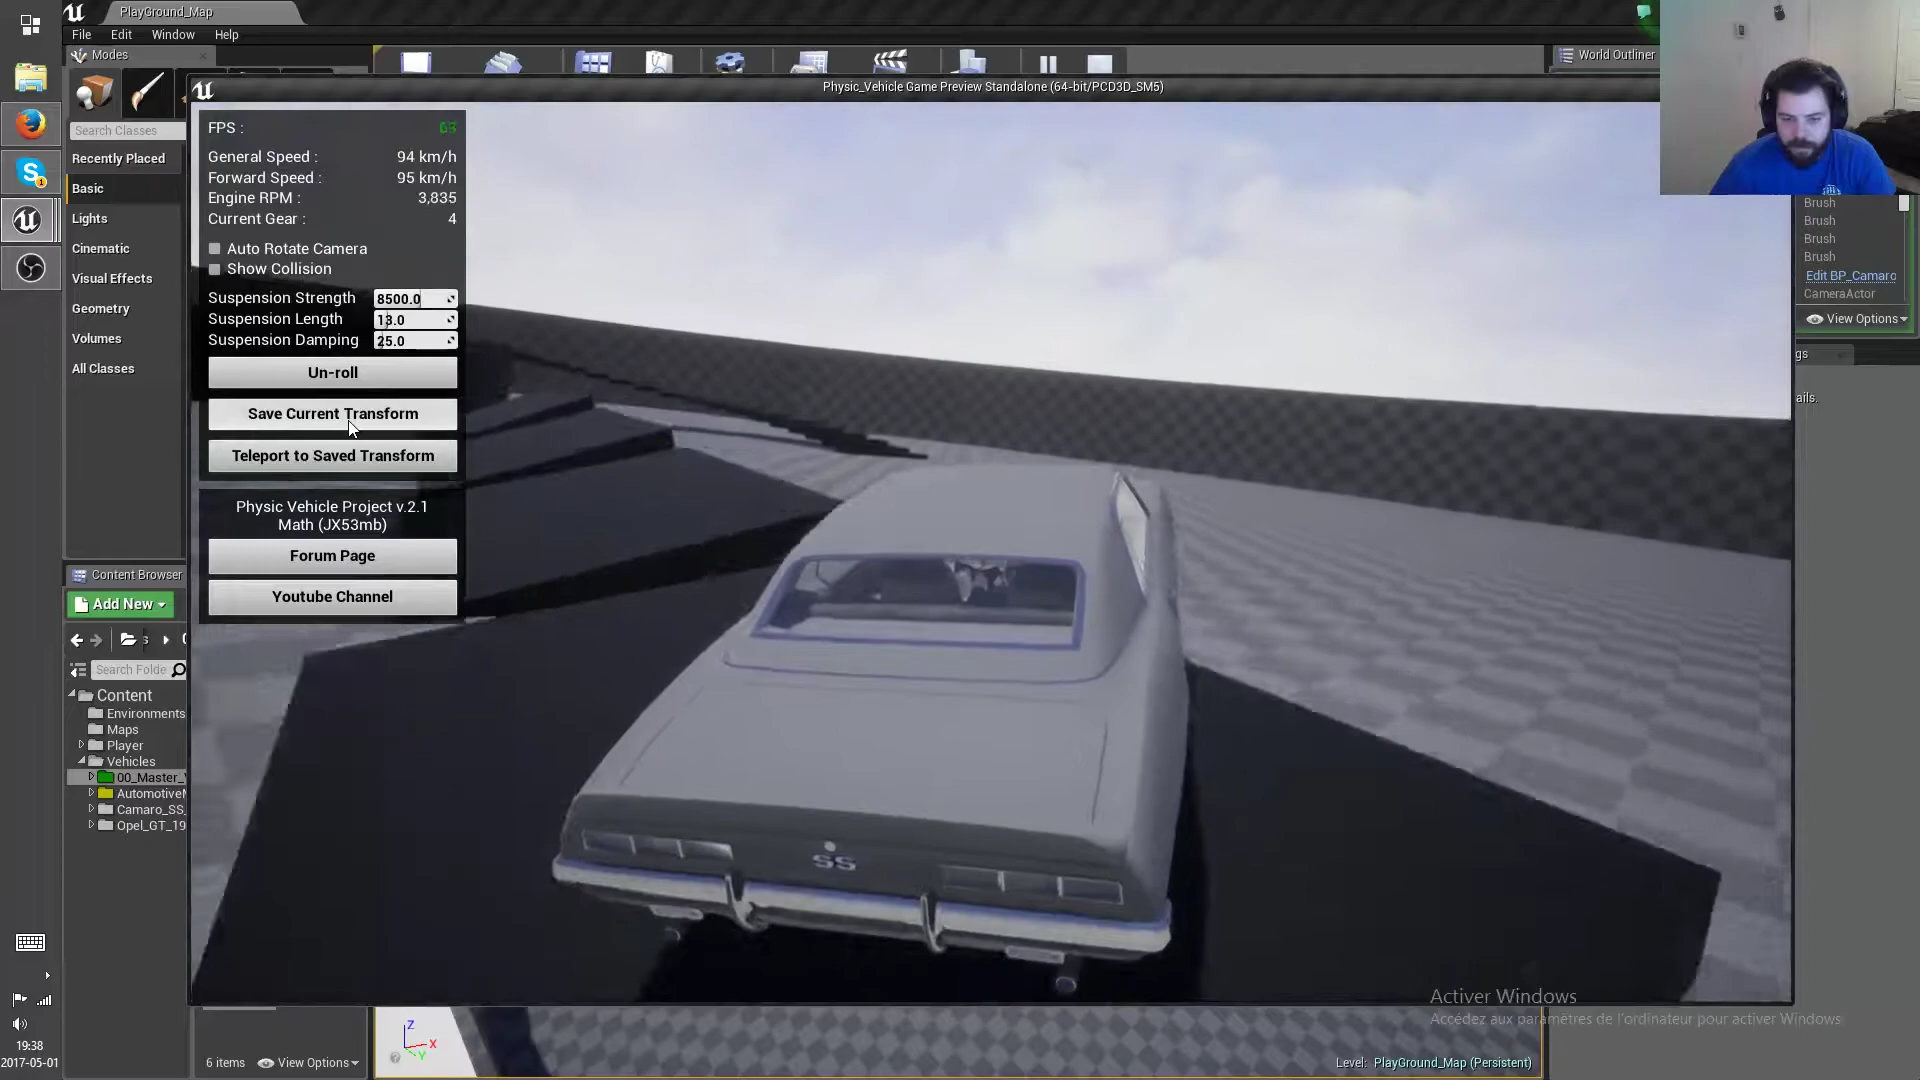 PlayGround_Map
File Edit Window Help
Modes
World Outliner
Physic_Vehicle Game Preview Standalone (64-bit/PCD3D_SM5)
Search Classes
Recently Placed
Basic
Lights
Cinematic
Visual Effects
Geometry
Volumes
All Classes
FPS :
General Speed : 94 km/h
Forward Speed : 95 km/h
Engine RPM : 3,835
Current Gear : 4
Auto Rotate Camera
Show Collision
Suspension Strength 8500.0
Suspension Length 13.0
Suspension Damping 25.0
Un-roll
Save Current Transform
Teleport to Saved Transform
Physic Vehicle Project v.2.1
Math (JX53mb)
Forum Page
Youtube Channel
Brush
Brush
Brush
Brush
Edit BP_Camaro
CameraActor
View Options
gs
ails.
Content Browser
Add New
s
Search Folde
Content
Environments
Maps
Player
Vehicles
00_Master_
Automotive
Camaro_SS_
Opel_GT_19
SS
6 items View Options
Z
X
Y
Level: PlayGround_Map (Persistent)
Activer Windows
Accédez aux paramètres de l'ordinateur pour activer Windows
19:38
2017-05-01